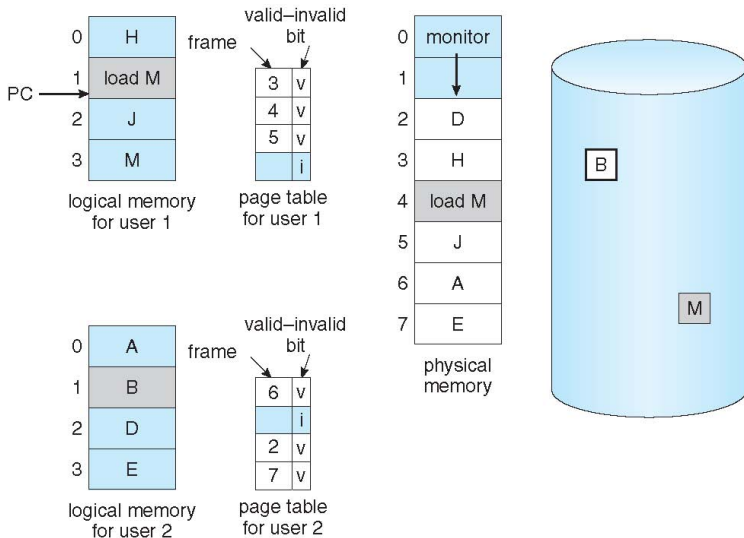 valid–invalid
bit
frame
0 H
1 load M
PC
2 J
3 M
logical memory
for user 1
3 v
4 v
5 v
i
page table
for user 1
0 monitor
1
2 D
3 H
4 load M
5 J
6 A
7 E
physical
memory
B
M
valid–invalid
bit
frame
0 A
1 B
2 D
3 E
logical memory
for user 2
6 v
i
2 v
7 v
page table
for user 2